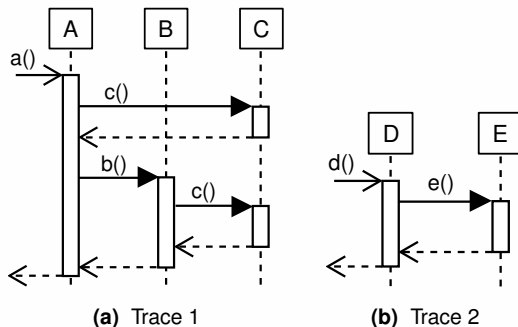 A B C
a()
c()
b()
c()
D E
d()
e()
(a) Trace 1
(b) Trace 2